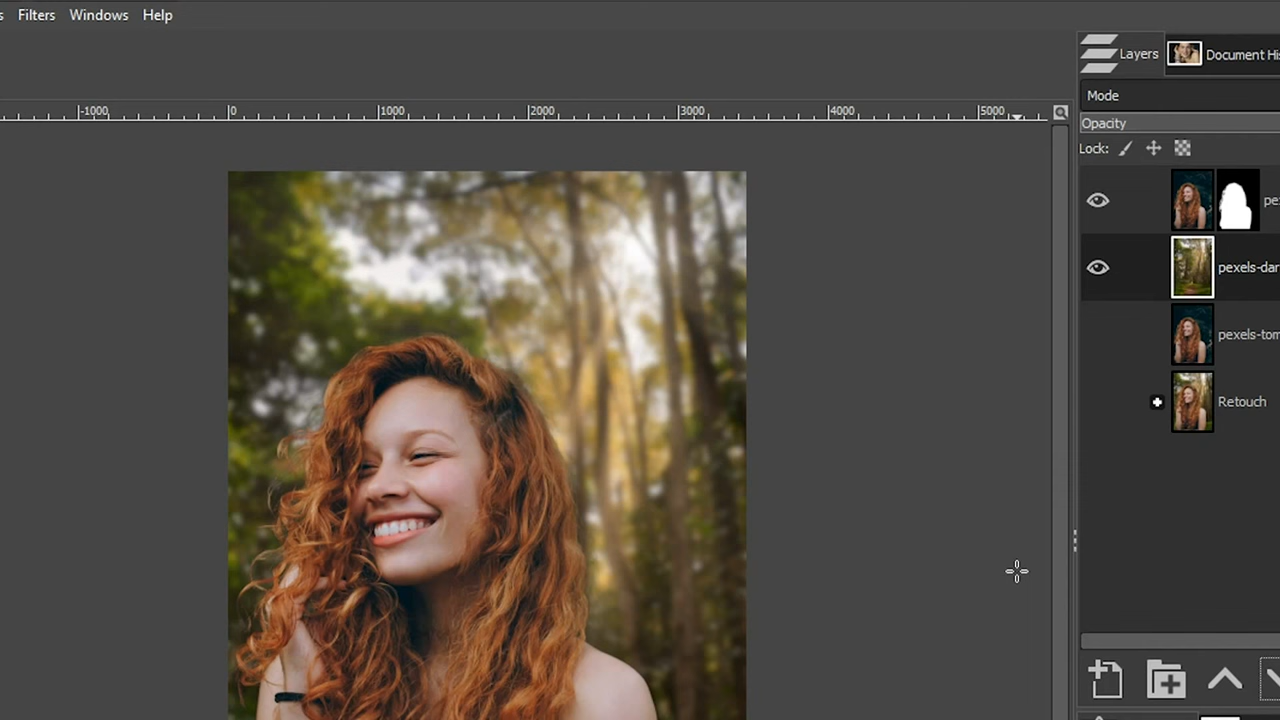 s Filters Windows Help
Layers Document His
Mode
-1000 0 1000 2000 3000 4000 5000
Opacity
Lock:
pe
pexels-dar
pexels-tom
Retouch